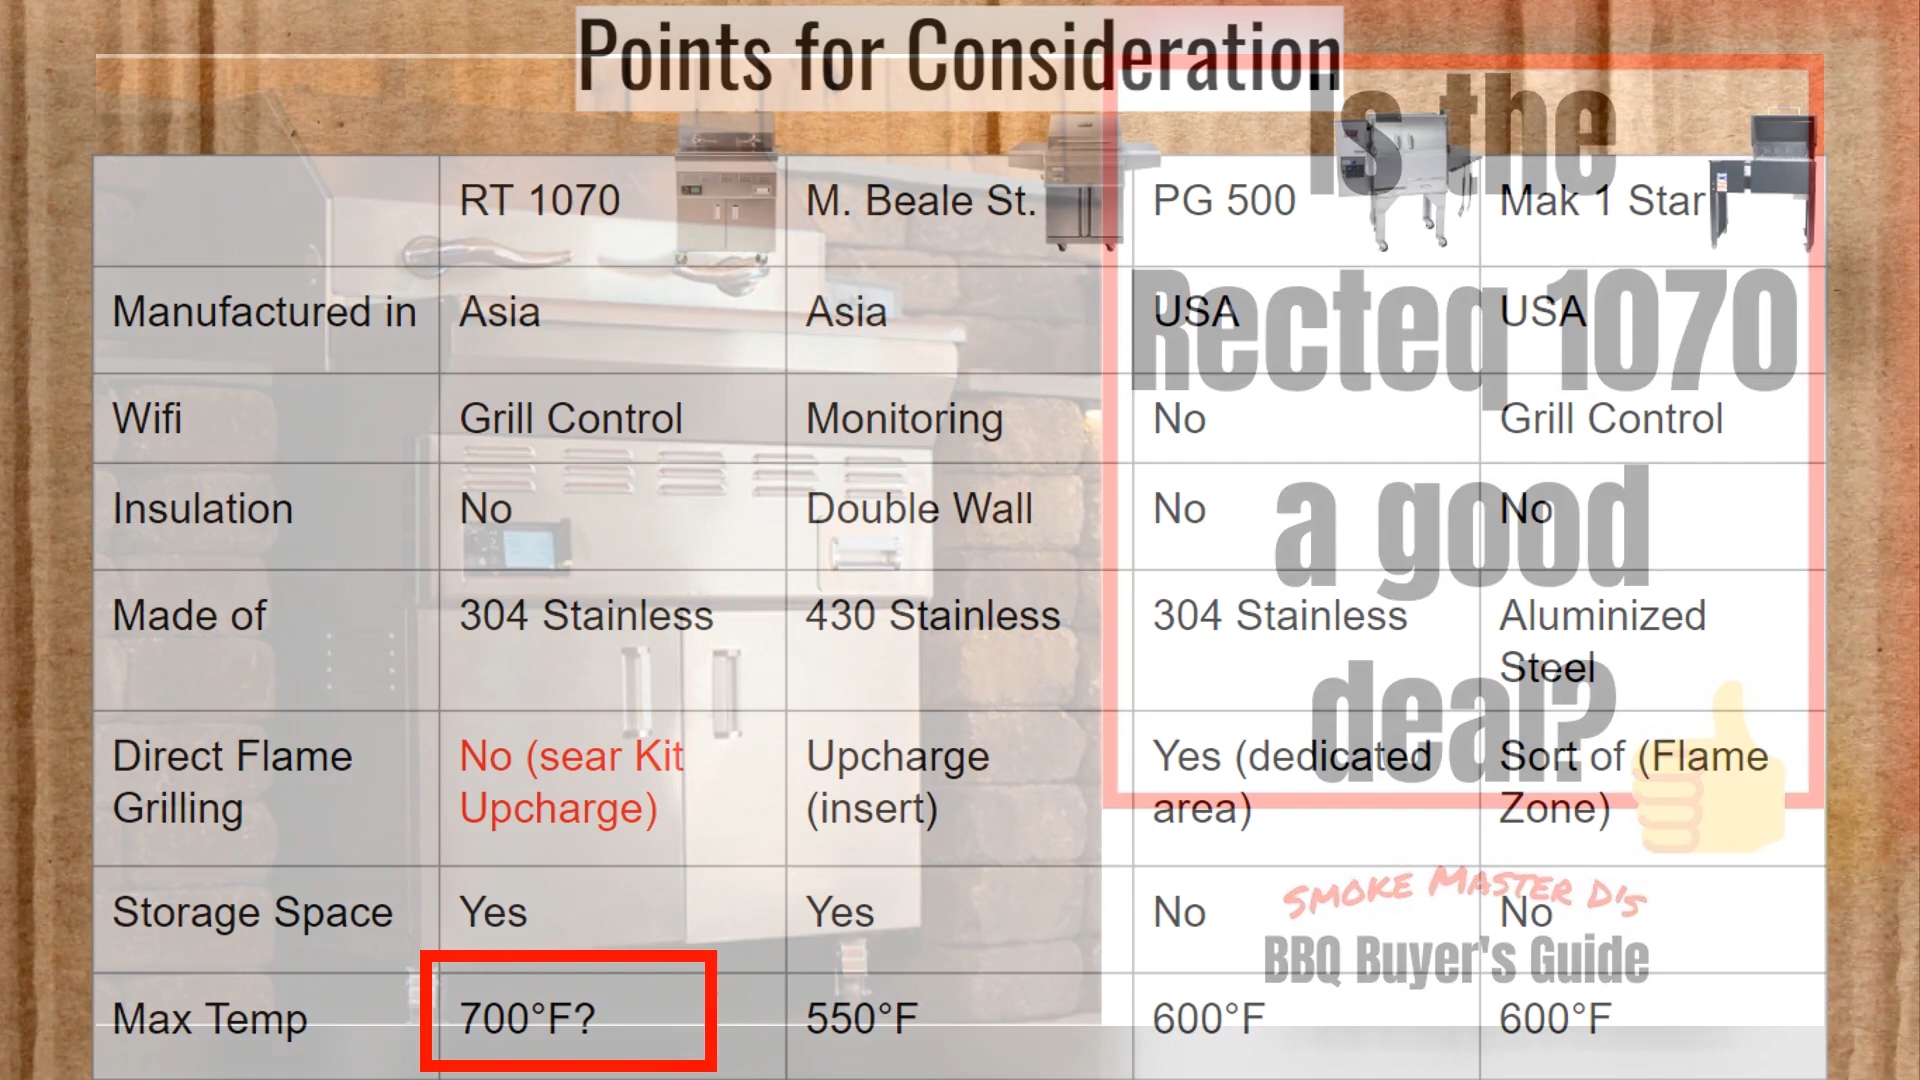 Points for Consideration
Is the
Recteq 1070
a good
deal?
RT 1070 M. Beale St. PG 500 Mak 1 Star
Manufactured in Asia Asia USA USA
Wifi Grill Control Monitoring No Grill Control
Insulation No Double Wall No No
Made of 304 Stainless 430 Stainless 304 Stainless Aluminized
Steel
Direct Flame No (sear Kit Upcharge Yes (dedicated Sort of (Flame
Grilling Upcharge) (insert) area) Zone)
Storage Space Yes Yes No No
SMOKE MASTER D's
BBQ Buyer's Guide
Max Temp 700°F? 550°F 600°F 600°F